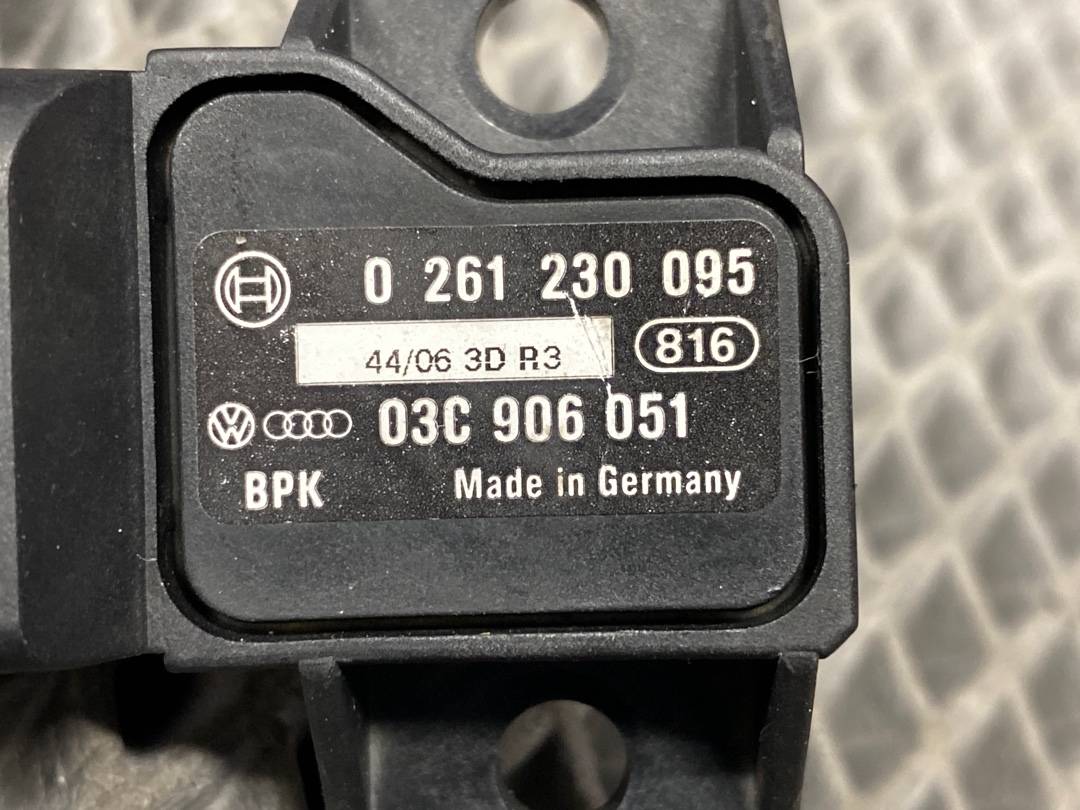 0 261 230 095
44/06 3D R3
816
03C 906 051
BPK Made in Germany